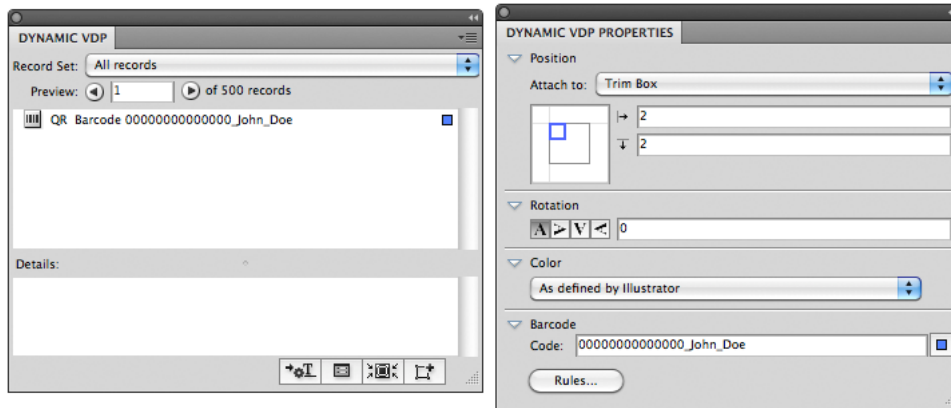 DYNAMIC VDP
Record Set: All records
Preview: 1 of 500 records
QR Barcode 00000000000000_John_Doe
Details:
T
DYNAMIC VDP PROPERTIES
Position
Attach to: Trim Box
2
2
Rotation
A A A A 0
Color
As defined by Illustrator
Barcode
Code: 00000000000000_John_Doe
Rules...